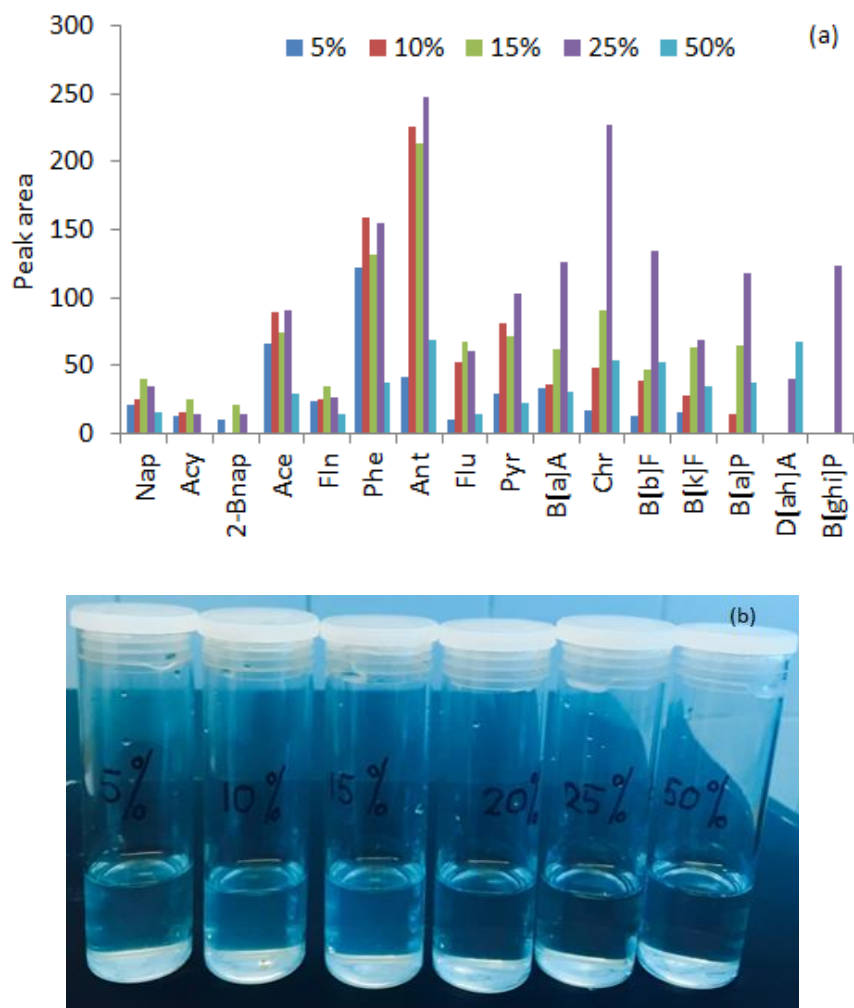 300
(a)
5% 10% 15% 25% 50%
250
200
150
100
50
0
Peak area
Nap
Acy
2-Bnap
Ace
Fln
Phe
Ant
Flu
Pyr
B[a]A
Chr
B[b]F
B[k]F
B[a]P
D[ah]A
B[ghi]P
(b)
5%
10%
15%
20%
25%
50%